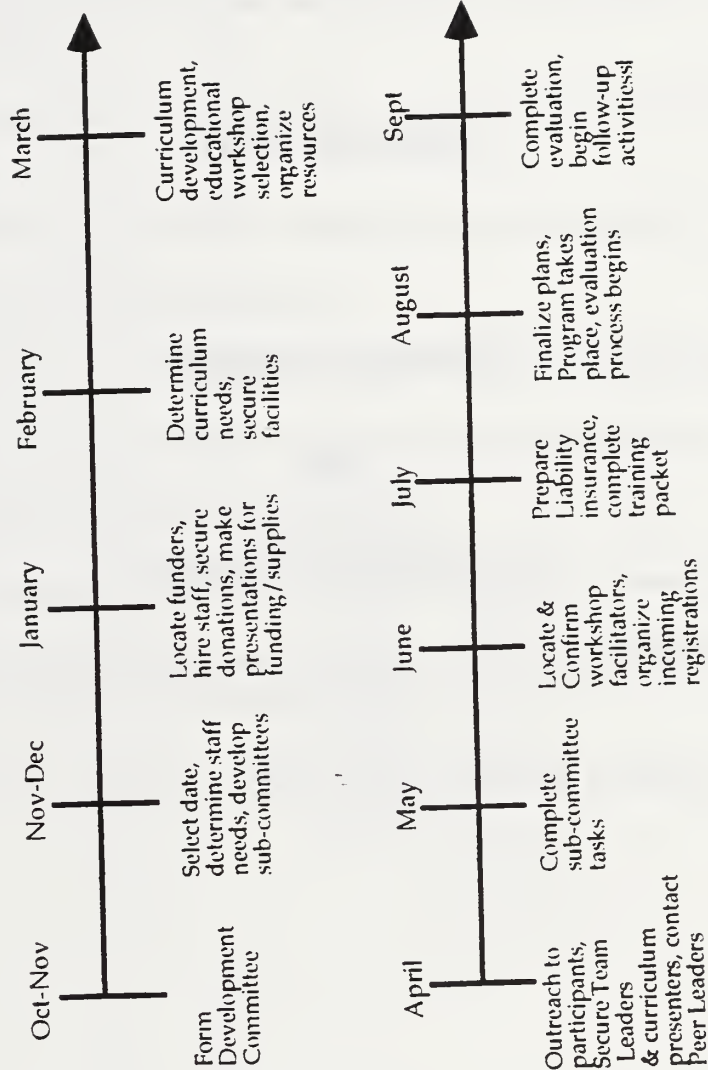 Oct-Nov
Form
Development
Committee
Nov-Dec
Select date,
determine staff
needs, develop
sub-committees
January
Locate funders,
hire staff, secure
donations, make
presentations for
funding/supplies
February
Determine
curriculum
needs,
secure
facilities
March
Curriculum
development,
educational
workshop
selection,
organize
resources
April
Outreach to
participants,
Secure Team
Leaders
& curriculum
presenters, contact
Peer Leaders
May
Complete
sub-committee
tasks
June
Locate &
Confirm
workshop
facilitators,
organize
incoming
registrations
July
Prepare
Liability
insurance,
complete
training
packet
August
Finalize plans,
Program takes
place, evaluation
process begins
Sept
Complete
evaluation,
begin
follow-up
activitiessl